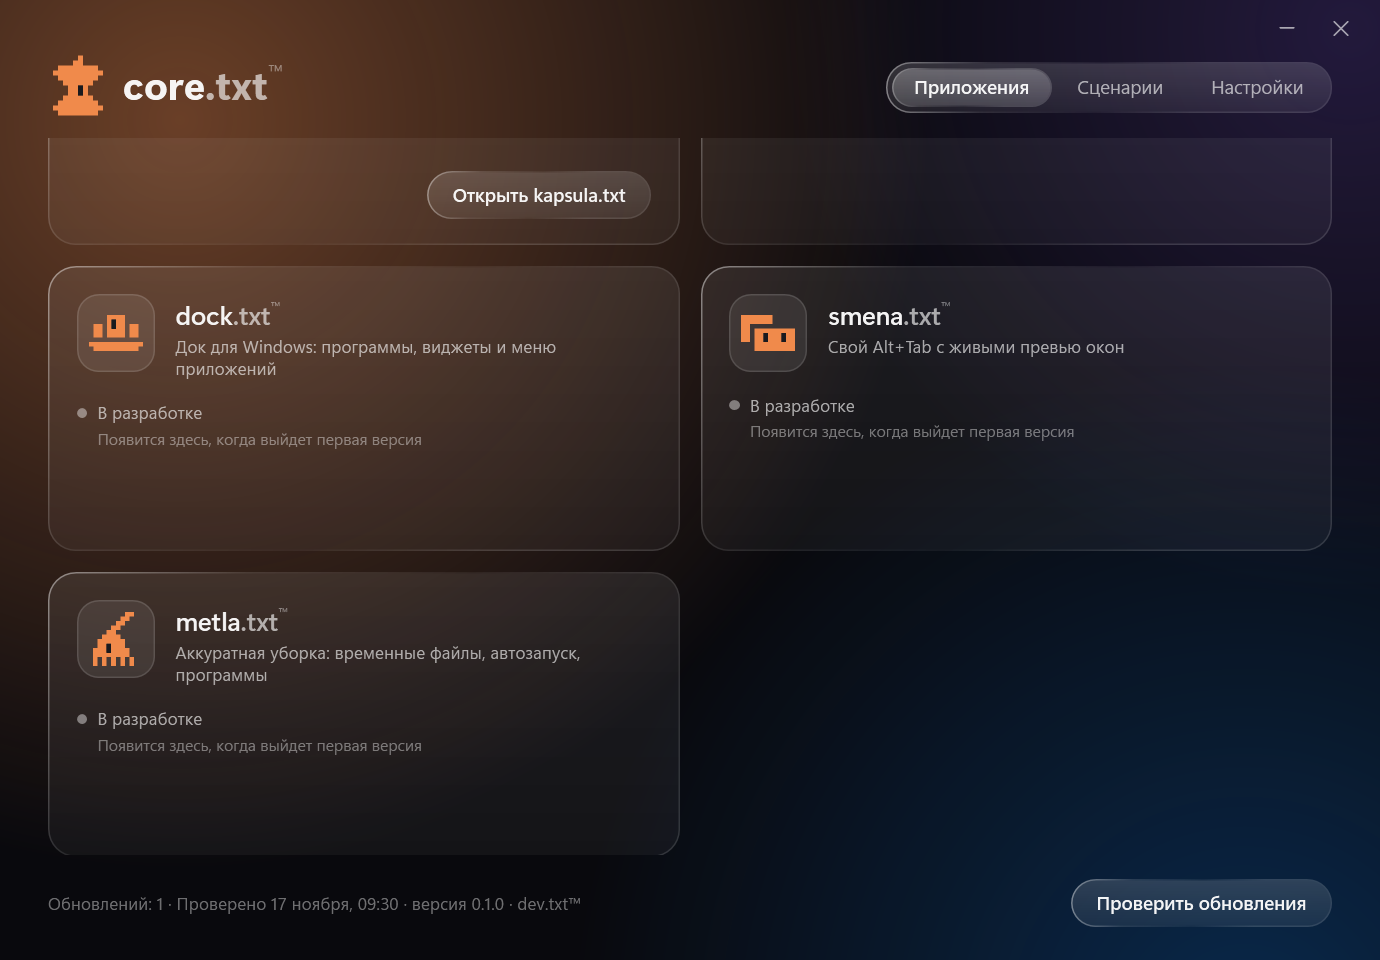 core.txt™
Приложения
Сценарии
Настройки
Открыть kapsula.txt
dock.txt™
Док для Windows: программы, виджеты и меню
приложений
В разработке
Появится здесь, когда выйдет первая версия
smena.txt™
Свой Alt+Tab с живыми превью окон
В разработке
Появится здесь, когда выйдет первая версия
metla.txt™
Аккуратная уборка: временные файлы, автозапуск,
программы
В разработке
Появится здесь, когда выйдет первая версия
Обновлений: 1 · Проверено 17 ноября, 09:30 · версия 0.1.0 · dev.txt™
Проверить обновления